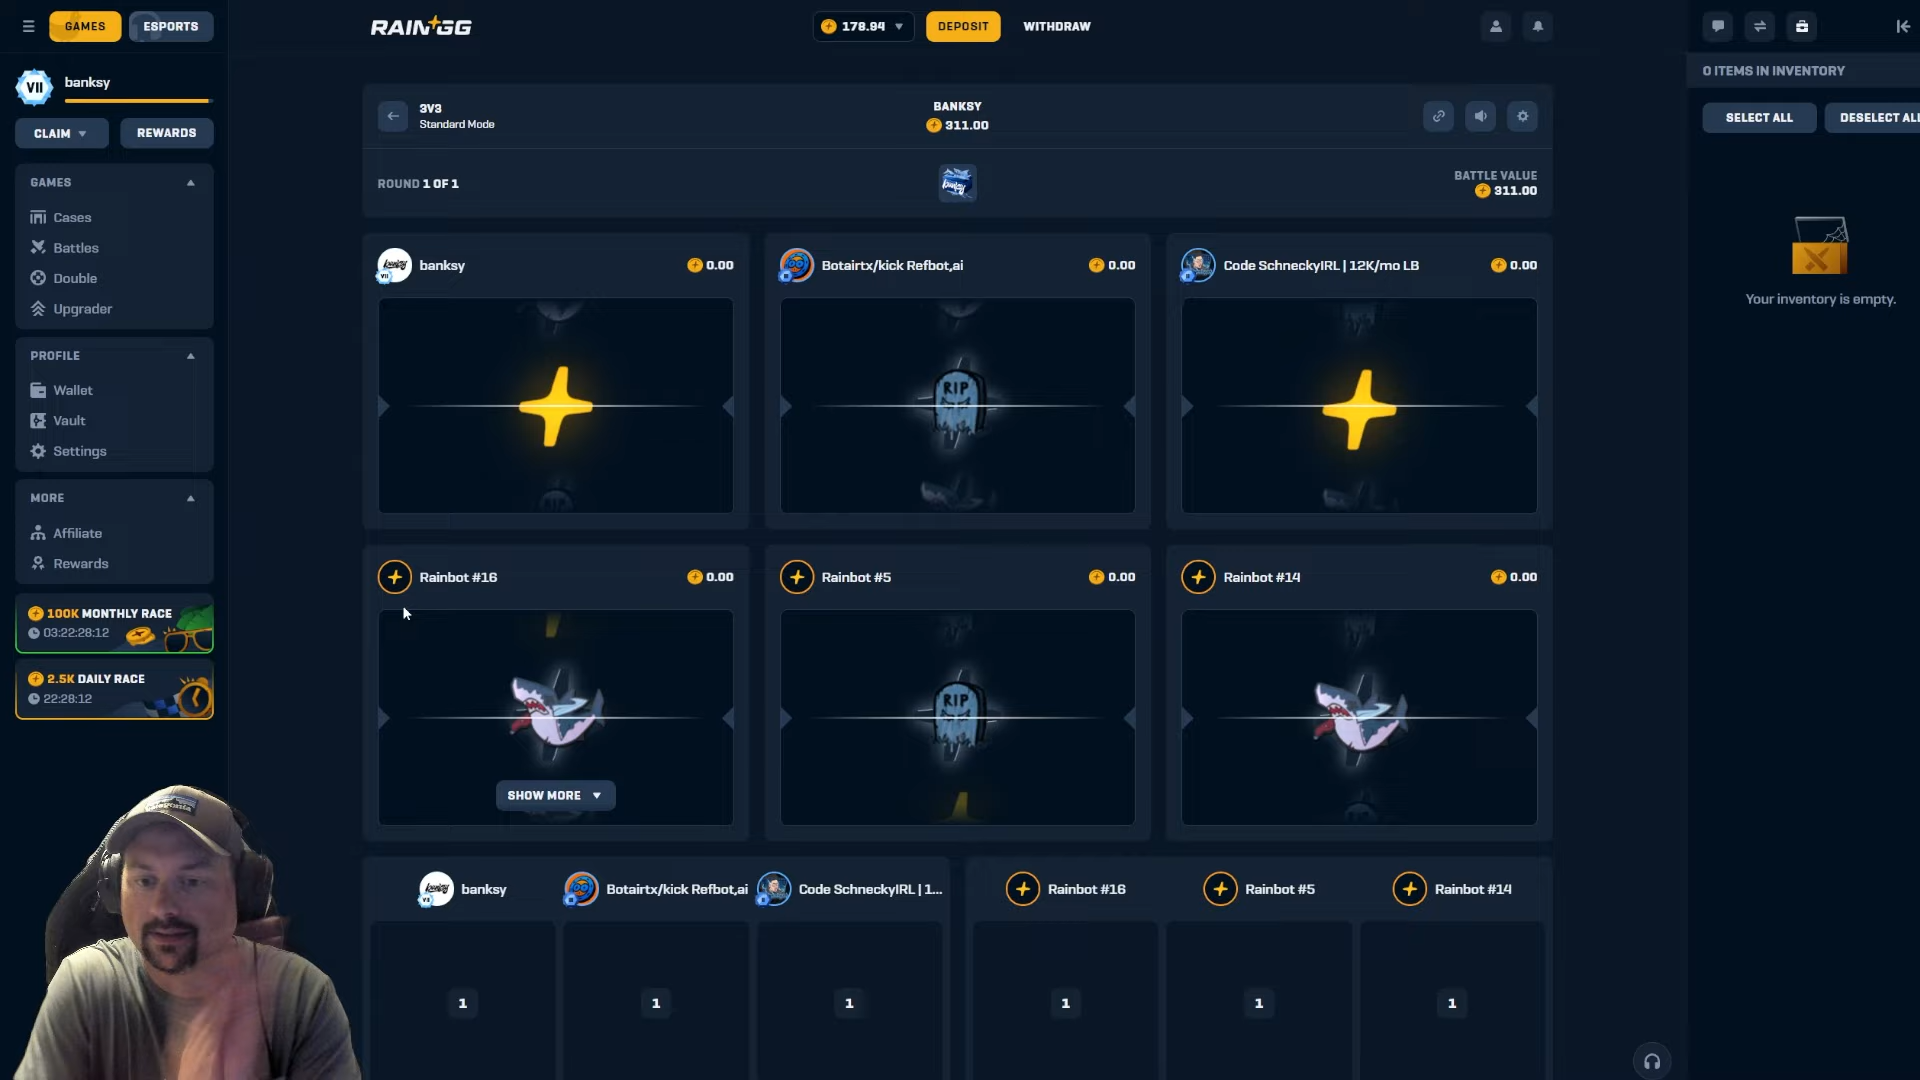 GAMES
ESPORTS
RAIN GG
178.94
DEPOSIT
WITHDRAW
VII
banksy
CLAIM
REWARDS
GAMES
Cases
Battles
Double
Upgrader
PROFILE
Wallet
Vault
Settings
MORE
Affiliate
Rewards
100K MONTHLY RACE
03:22:28:12
2.5K DAILY RACE
22:28:12
3V3
Standard Mode
BANKSY
311.00
ROUND 1 OF 1
banksy
BATTLE VALUE
311.00
banksy
0.00
Botairtx/kick Refbot,ai
0.00
Code SchneckyIRL | 12K/mo LB
0.00
RIP
Rainbot #16
0.00
Rainbot #5
0.00
Rainbot #14
0.00
RIP
SHOW MORE
banksy
Botairtx/kick Refbot,ai
Code SchneckyIRL | 1...
Rainbot #16
Rainbot #5
Rainbot #14
1
1
1
1
1
1
0 ITEMS IN INVENTORY
SELECT ALL
DESELECT ALL
Your inventory is empty.